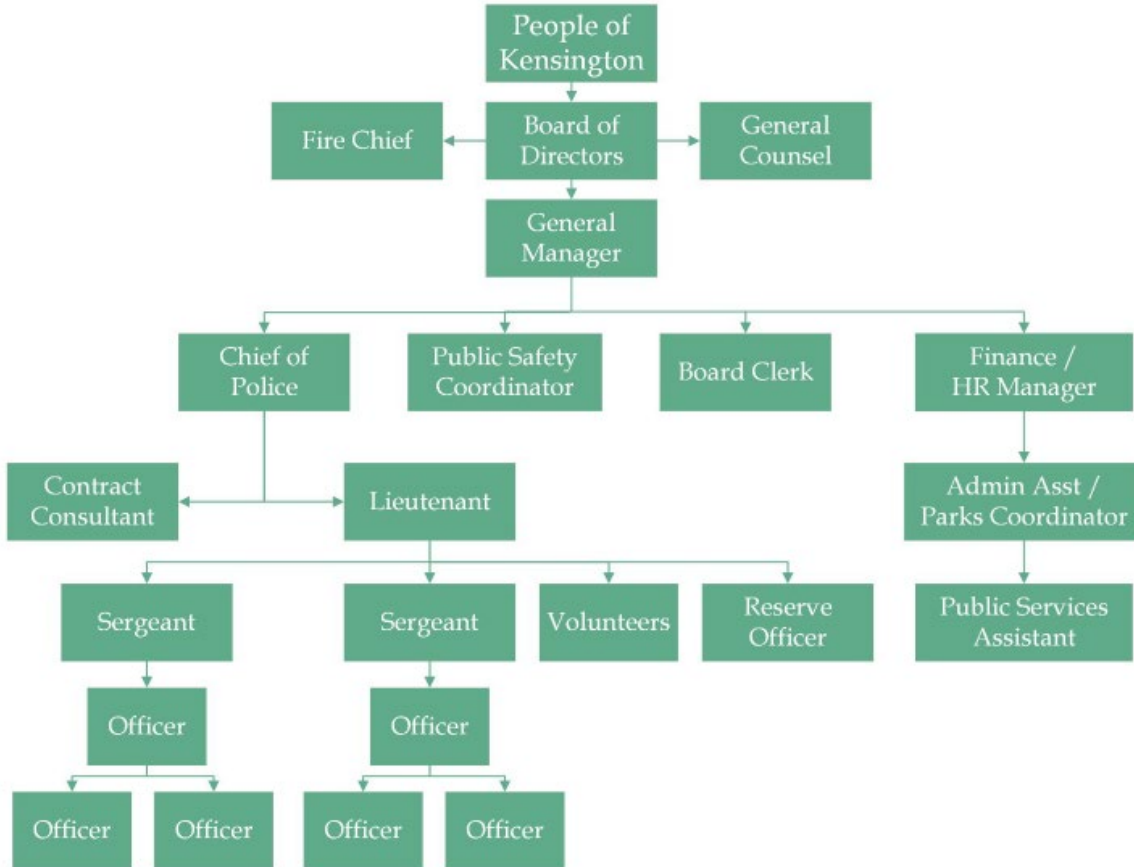 People of
Kensington
Fire Chief
Board of
Directors
General
Counsel
General
Manager
Chief of
Police
Public Safety
Coordinator
Board Clerk
Finance /
HR Manager
Contract
Consultant
Lieutenant
Admin Asst /
Parks Coordinator
Sergeant
Sergeant
Volunteers
Reserve
Officer
Public Services
Assistant
Officer
Officer
Officer
Officer
Officer
Officer